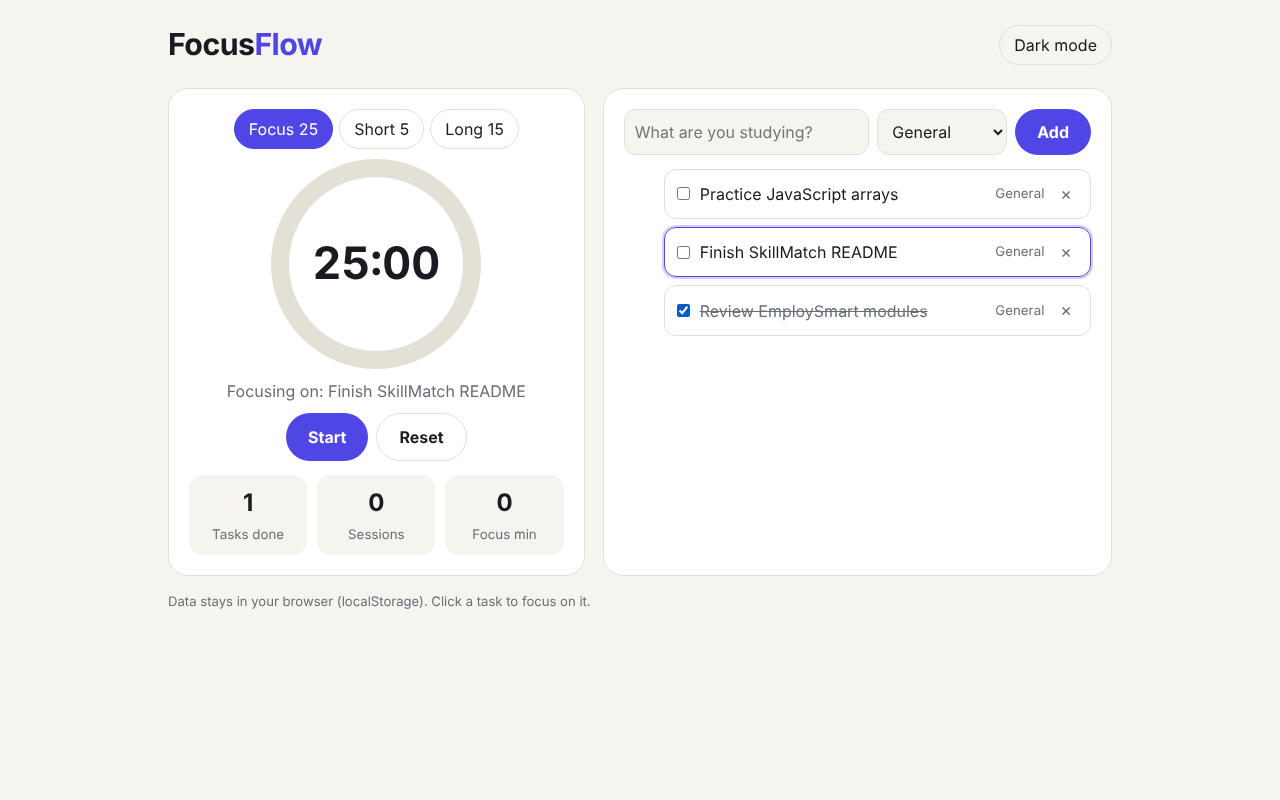 FocusFlow
Dark mode
Focus 25
Short 5
Long 15
25:00
Focusing on: Finish SkillMatch README
Start
Reset
1
Tasks done
0
Sessions
0
Focus min
What are you studying?
General
Add
Practice JavaScript arrays
General
×
Finish SkillMatch README
General
×
Review EmploySmart modules
General
×
Data stays in your browser (localStorage). Click a task to focus on it.